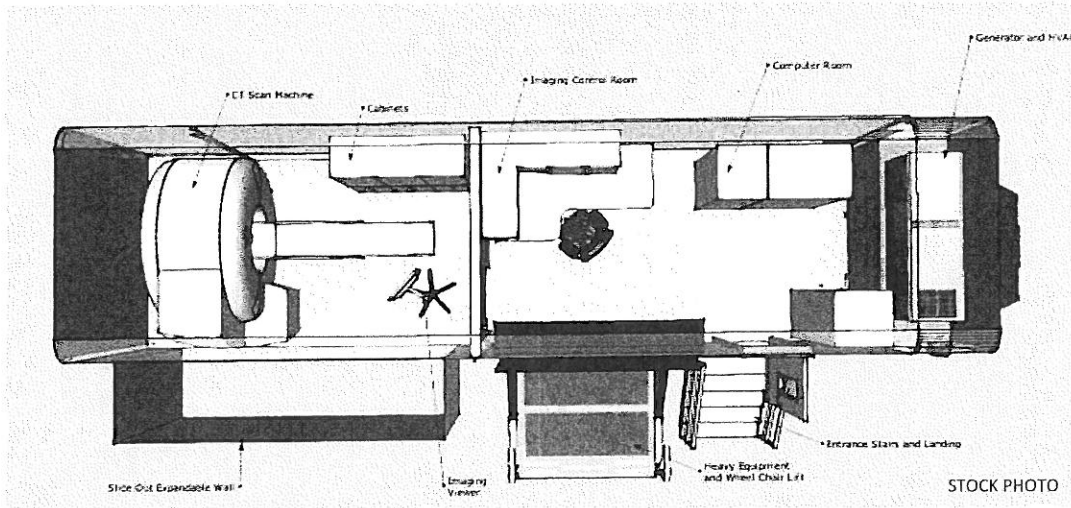 Generator and HVA
Computer Room
Imaging Control Room
CT Scan Machine
Cabinets
Entrance Stairs and Landing
Heavy Equipment
and Wheel Chair Lift
Slide Out Expandable Wall
Imaging
Viewer
STOCK PHOTO